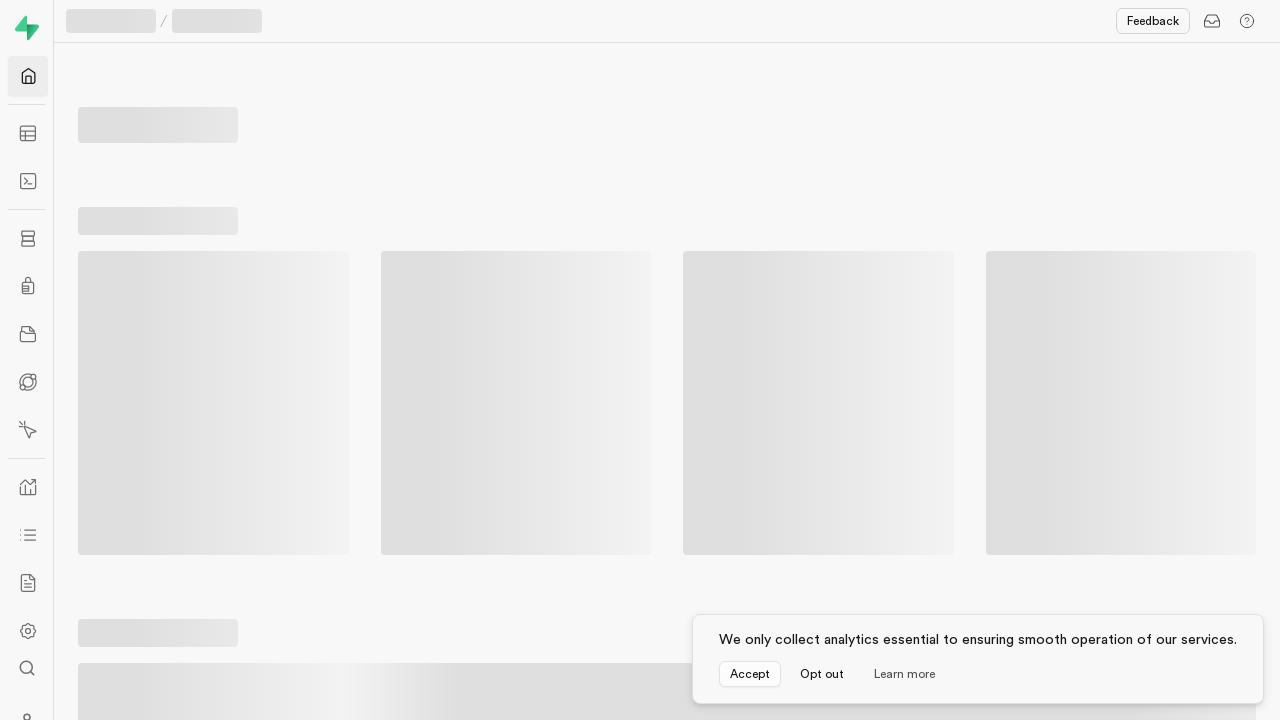 /
Feedback
We only collect analytics essential to ensuring smooth operation of our services.
Accept Opt out Learn more